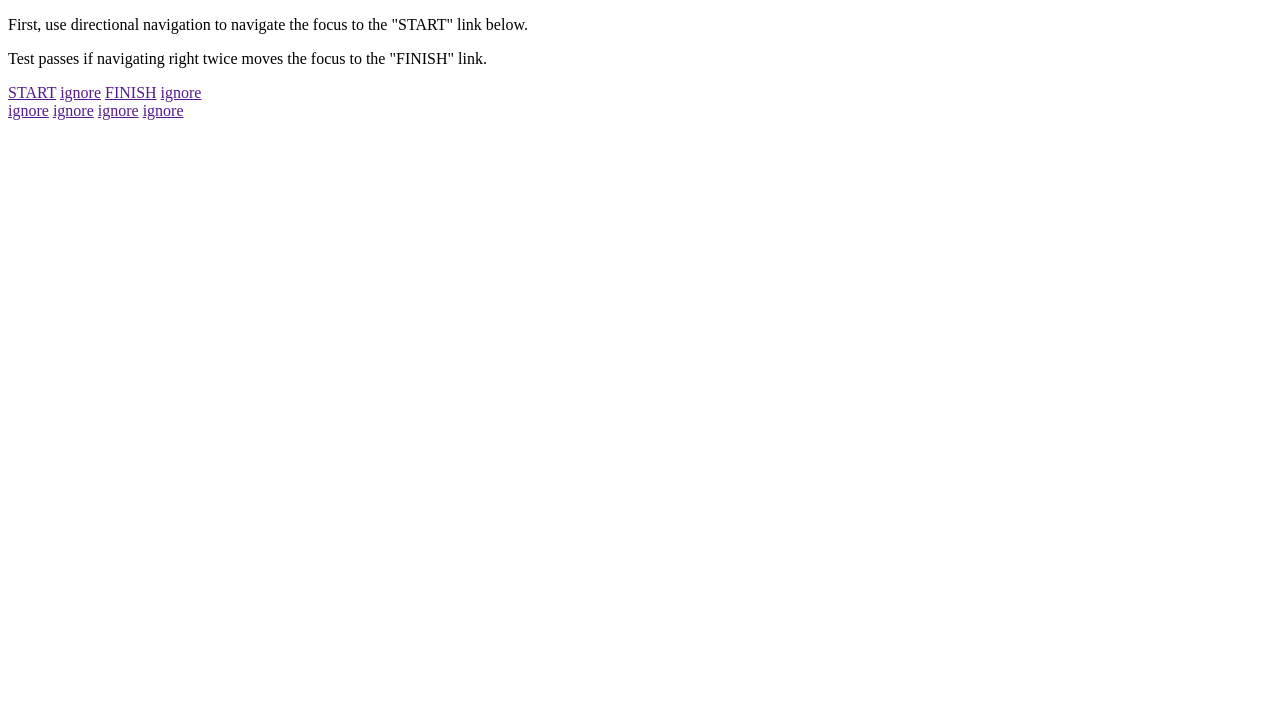 First, use directional navigation to navigate the focus to the "START" link below.
Test passes if navigating right twice moves the focus to the "FINISH" link.
START ignore FINISH ignore
ignore ignore ignore ignore